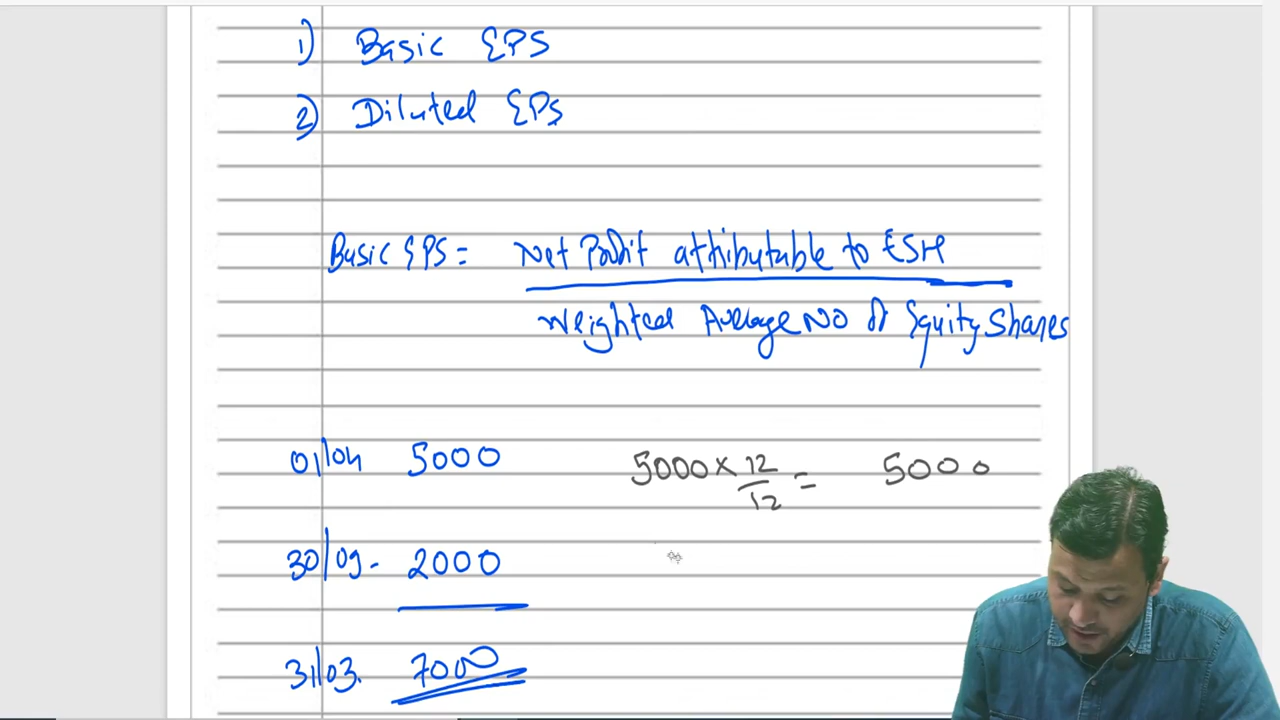 1) Basic EPS
2) Diluted EPS
Basic EPS = Net Profit attributable to ESH
Weighted Average No of Equity Shares
01/04 5000 5000 × 12/12 = 5000
30/09. 2000
31/03. 7000